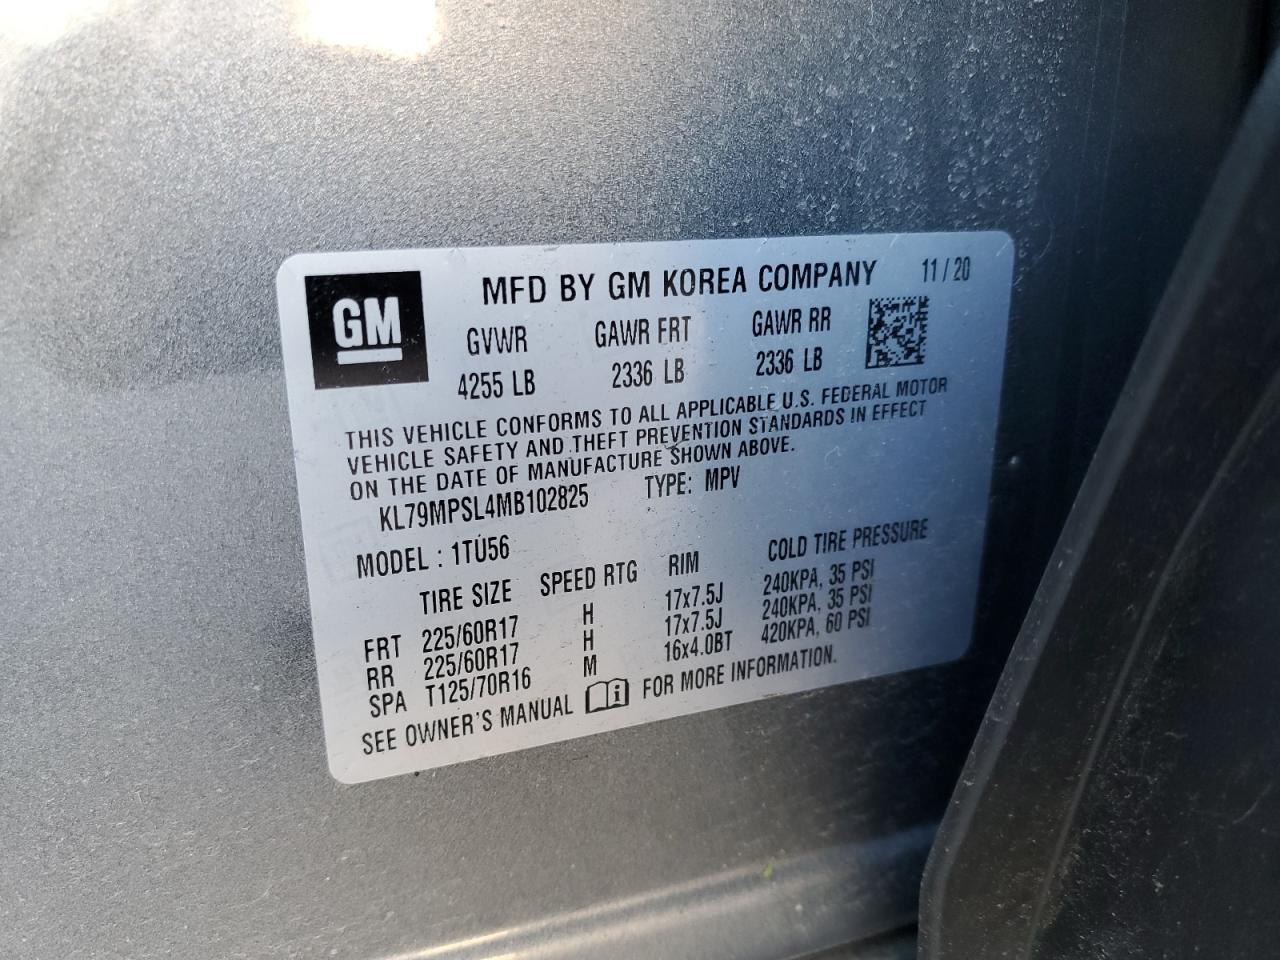 GM
MFD BY GM KOREA COMPANY 11/20
GVWR GAWR FRT GAWR RR
4255 LB 2336 LB 2336 LB
THIS VEHICLE CONFORMS TO ALL APPLICABLE U.S. FEDERAL MOTOR
VEHICLE SAFETY AND THEFT PREVENTION STANDARDS IN EFFECT
ON THE DATE OF MANUFACTURE SHOWN ABOVE.
KL79MPSL4MB102825 TYPE: MPV
MODEL : 1TU56
TIRE SIZE SPEED RTG RIM COLD TIRE PRESSURE
FRT 225/60R17 H 17x7.5J 240KPA, 35 PSI
RR 225/60R17 H 17x7.5J 240KPA, 35 PSI
SPA T125/70R16 M 16x4.0BT 420KPA, 60 PSI
SEE OWNER'S MANUAL i FOR MORE INFORMATION.